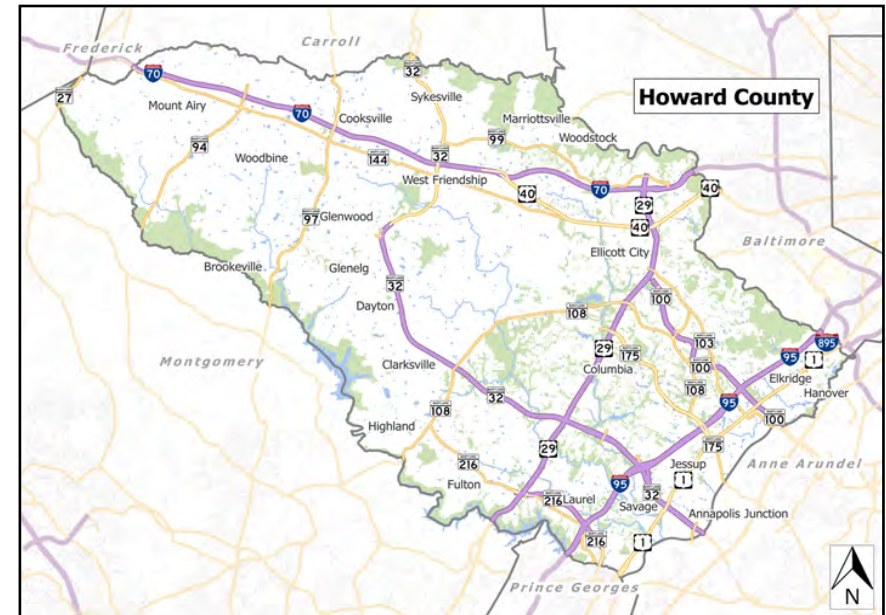 Frederick
Carroll
70
32
27
Mount Airy
Sykesville
Howard County
70
Cooksville
Marriottsville
94
99
Woodstock
Woodbine
144
32
West Friendship
70
40
40
29
97
Glenwood
40
Ellicott City
Baltimore
Brookeville
Glenelg
32
100
Dayton
108
103
895
29
175
95
1
Montgomery
Clarksville
Columbia
100
Elkridge
32
108
Hanover
108
95
100
Highland
29
175
216
Jessup
Anne Arundel
Fulton
95
1
216
Laurel
32
Savage
Annapolis Junction
216
1
Prince Georges
N